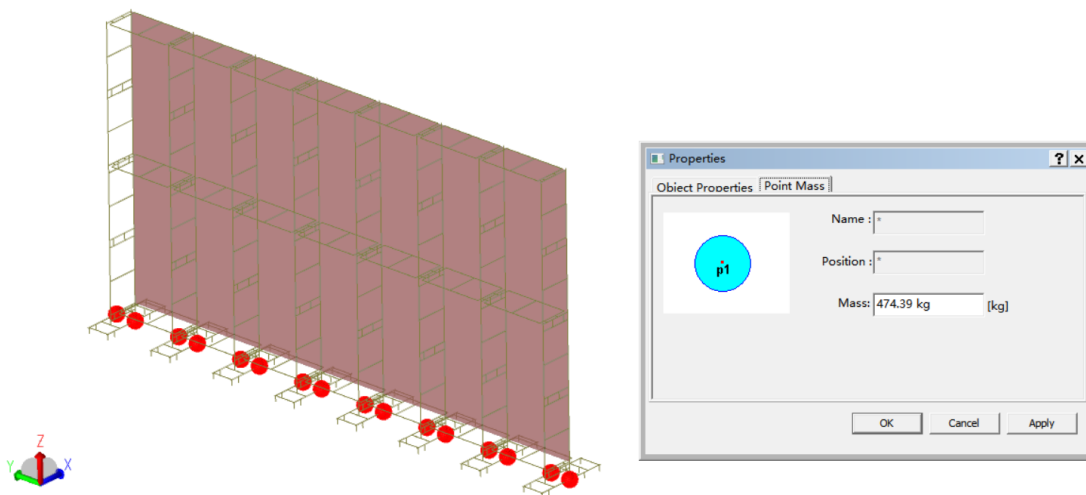 Properties
Object Properties
Point Mass
Name : *
Position : *
Mass: 474.39 kg [kg]
p1
OK
Cancel
Apply
Z
Y
X